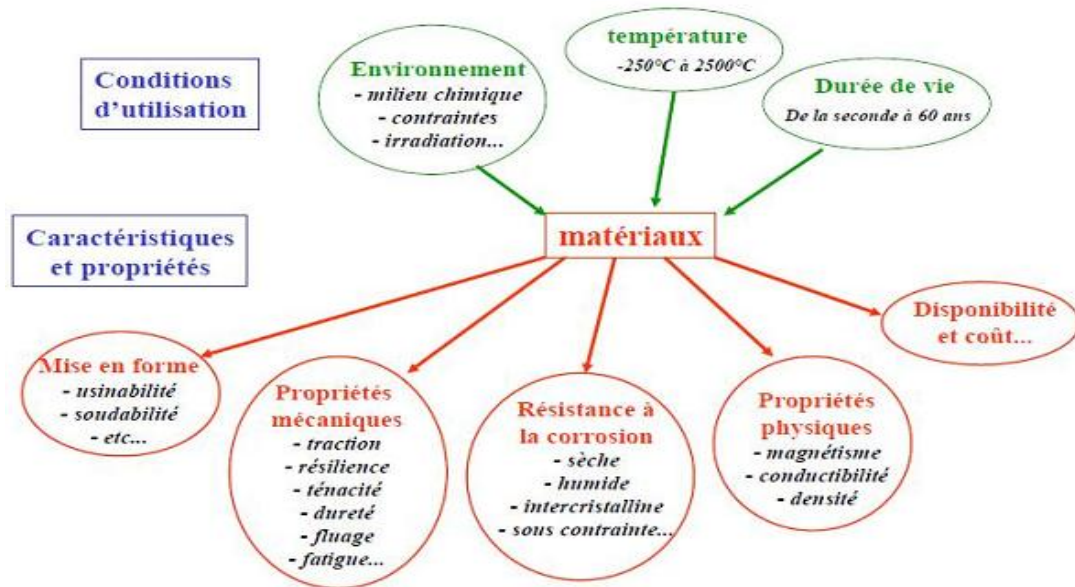 Conditions
d'utilisation
Environnement
- milieu chimique
- contraintes
- irradiation...
température
-250°C à 2500°C
Durée de vie
De la seconde à 60 ans
Caractéristiques
et propriétés
matériaux
Mise en forme
- usinabilité
- soudabilité
- etc...
Propriétés
mécaniques
- traction
- résilience
- ténacité
- dureté
- fluage
- fatigue...
Résistance à
la corrosion
- sèche
- humide
- intercristalline
- sous contrainte...
Propriétés
physiques
- magnétisme
- conductibilité
- densité
Disponibilité
et coût...